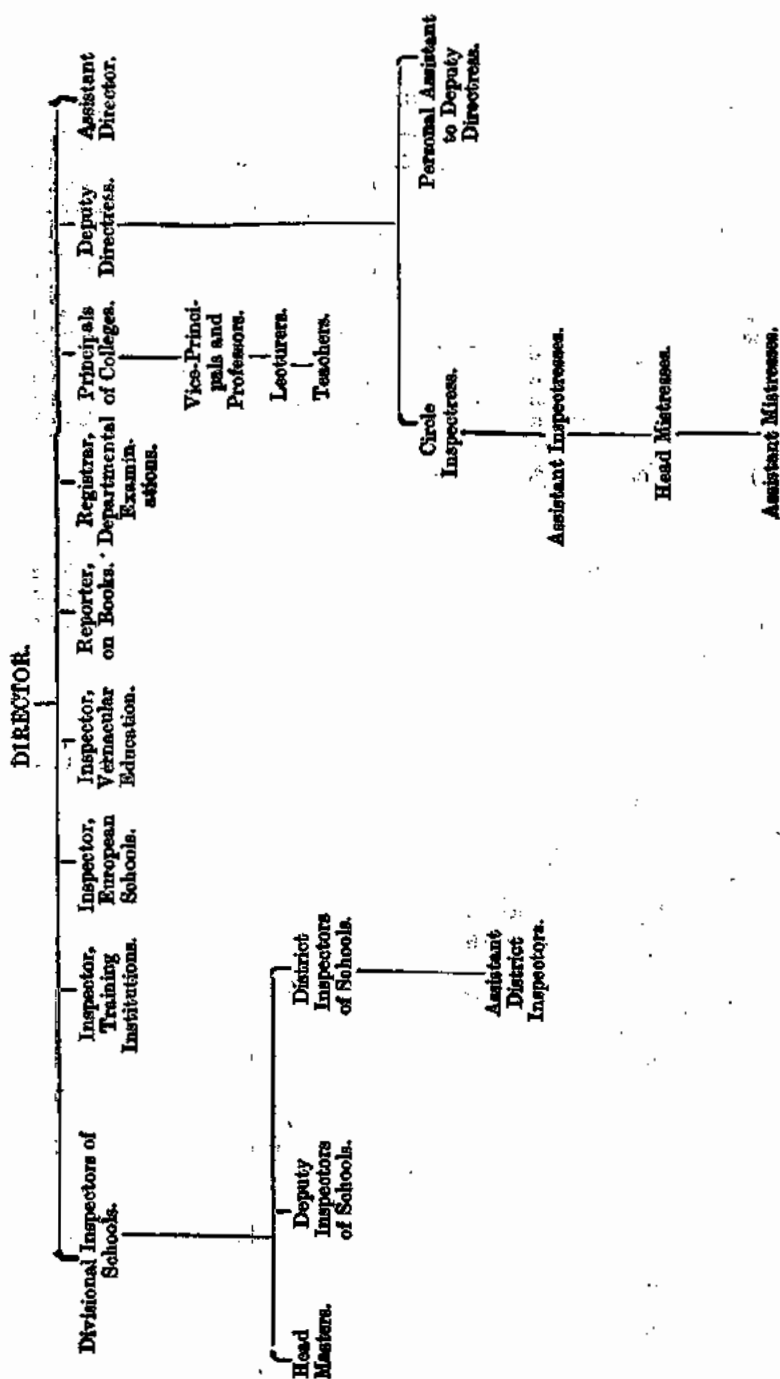 DIRECTOR.
Divisional Inspectors of
Schools.
Inspector,
Training
Institutions.
Inspector,
European
Schools.
Inspector,
Vernacular
Education.
Reporter,
on Books.
Registrar,
Departmental
Examin-
ations.
Principals
of Colleges.
Deputy
Directress.
Assistant
Director.
Head
Masters.
Deputy
Inspectors
of Schools.
District
Inspectors
of Schools.
Assistant
District
Inspectors.
Vice-Princi-
pals and
Professors.
Lecturers.
Teachers.
Circle
Inspectress.
Personal Assistant
to Deputy
Directress.
Assistant Inspectresses.
Head Mistresses.
Assistant Mistresses.